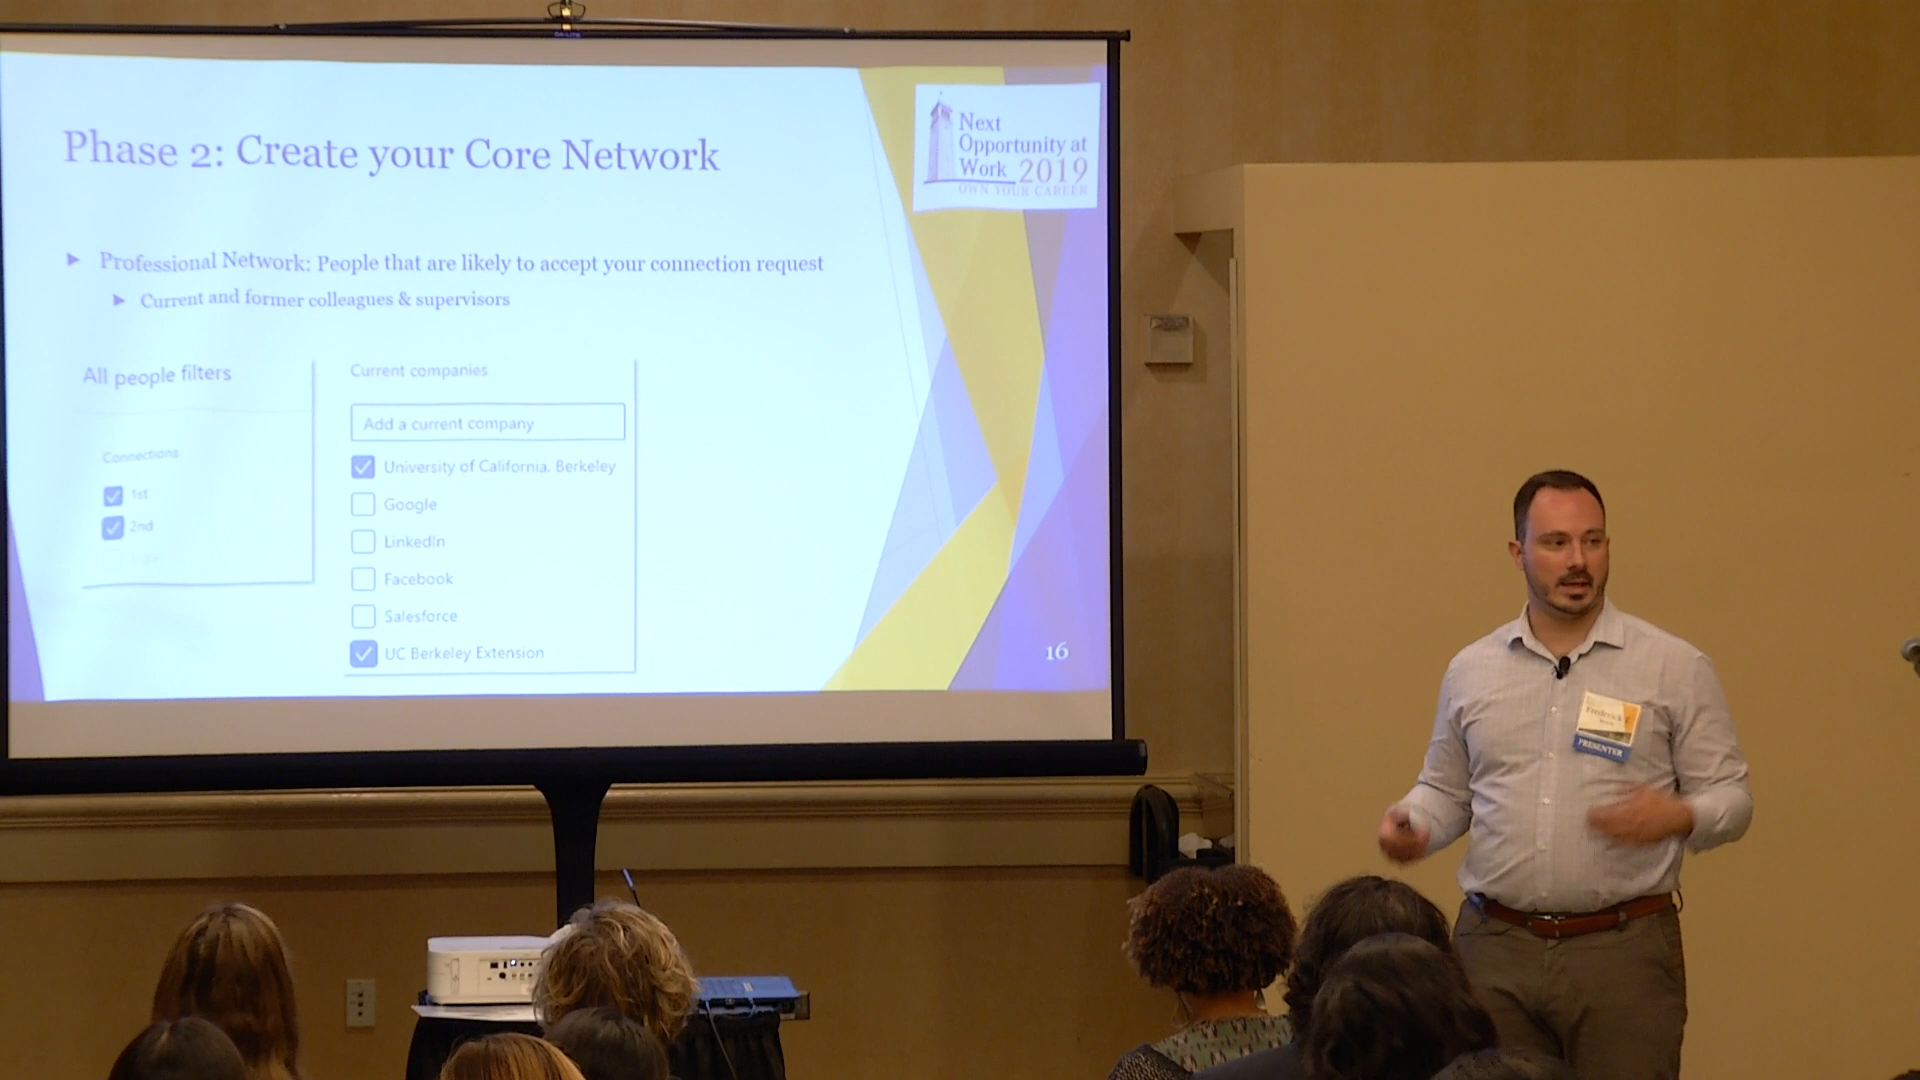 Phase 2: Create your Core Network
Next
Opportunity at
Work 2019
OWN YOUR CAREER
Professional Network: People that are likely to accept your connection request
Current and former colleagues & supervisors
All people filters
Connections
1st
2nd
Current companies
Add a current company
University of California, Berkeley
Google
LinkedIn
Facebook
Salesforce
UC Berkeley Extension
16
PRESENTER